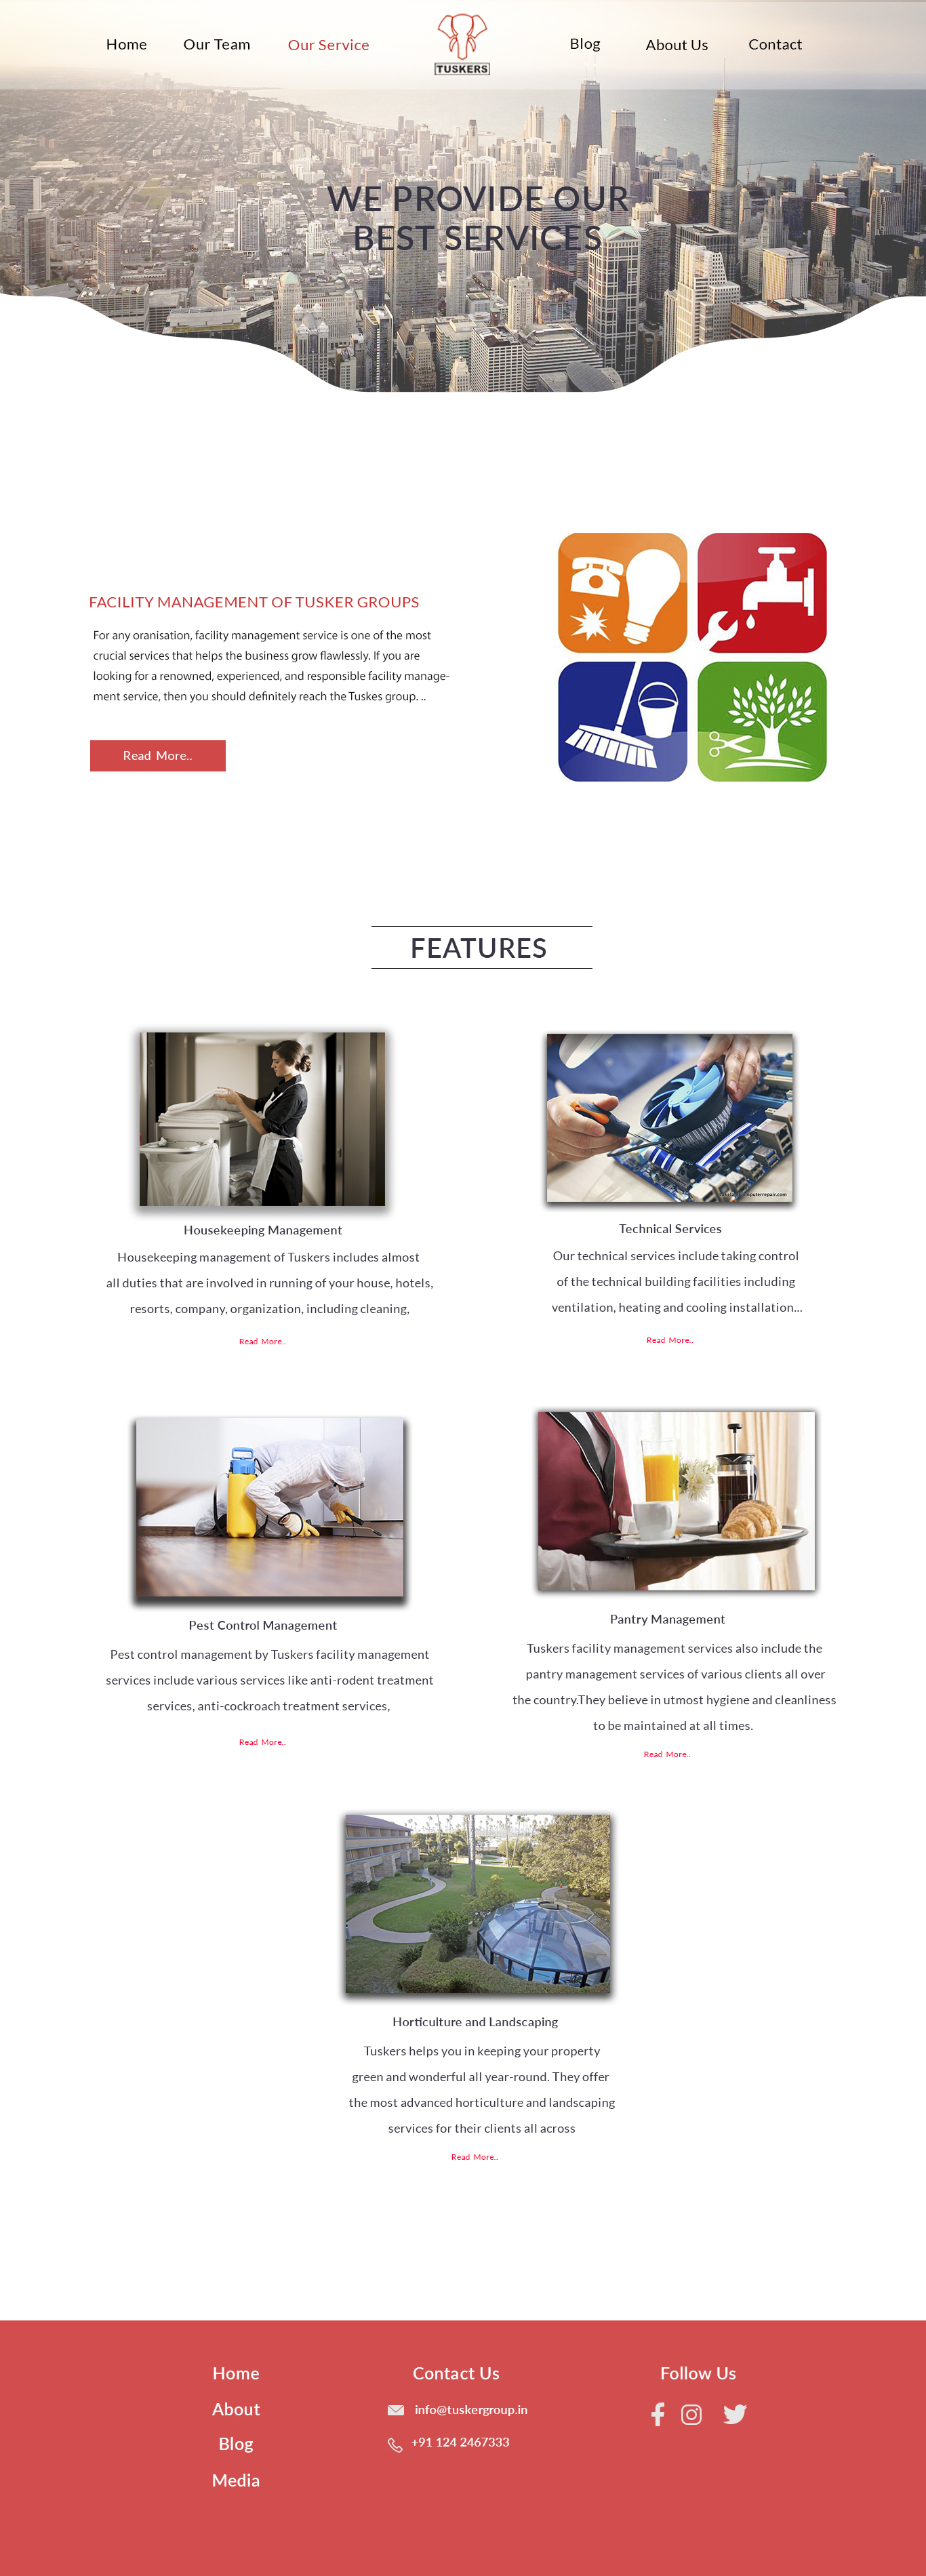 Home
Our Team
Our Service
TUSKERS
Blog
About Us
Contact
WE PROVIDE OUR
BEST SERVICES
FACILITY MANAGEMENT OF TUSKER GROUPS
For any oranisation, facility management service is one of the most
crucial services that helps the business grow flawlessly. If you are
looking for a renowned, experienced, and responsible facility manage-
ment service, then you should definitely reach the Tuskes group. ..
Read More..
FEATURES
Housekeeping Management
Housekeeping management of Tuskers includes almost
all duties that are involved in running of your house, hotels,
resorts, company, organization, including cleaning,
Read More..
Technical Services
Our technical services include taking control
of the technical building facilities including
ventilation, heating and cooling installation...
Read More..
Pest Control Management
Pest control management by Tuskers facility management
services include various services like anti-rodent treatment
services, anti-cockroach treatment services,
Read More..
Pantry Management
Tuskers facility management services also include the
pantry management services of various clients all over
the country.They believe in utmost hygiene and cleanliness
to be maintained at all times.
Read More..
Horticulture and Landscaping
Tuskers helps you in keeping your property
green and wonderful all year-round. They offer
the most advanced horticulture and landscaping
services for their clients all across
Read More..
Home
About
Blog
Media
Contact Us
info@tuskergroup.in
+91 124 2467333
Follow Us